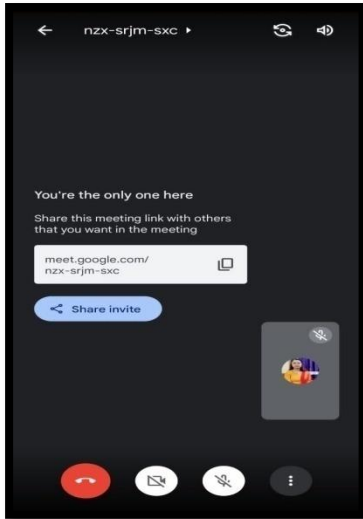 nzx-srjm-sxc
You're the only one here
Share this meeting link with others
that you want in the meeting
meet.google.com/
nzx-srjm-sxc
Share invite